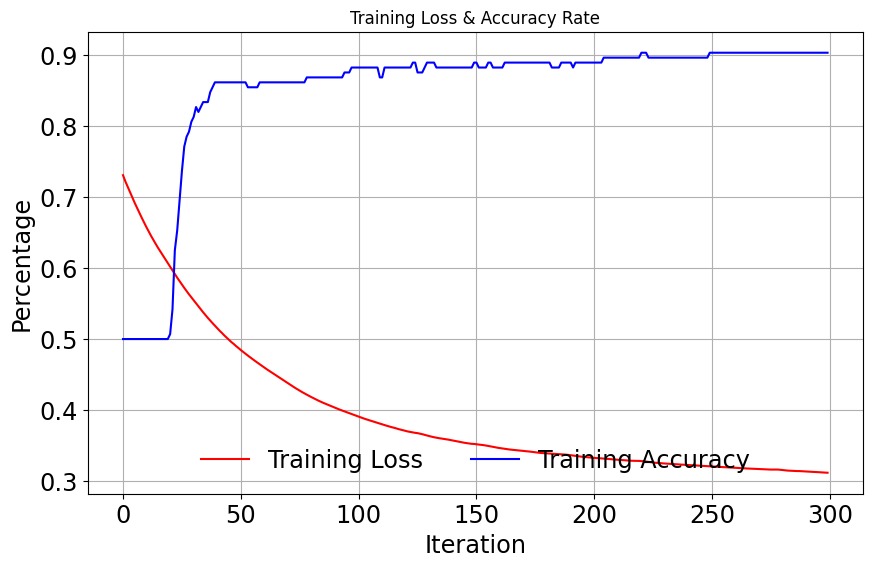 Training Loss & Accuracy Rate
Percentage
0.9
0.8
0.7
0.6
0.5
0.4
0.3
Training Loss
Training Accuracy
0 50 100 150 200 250 300
Iteration